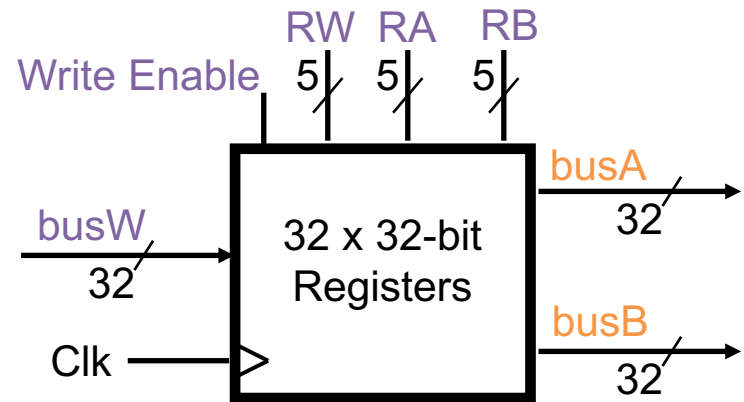 RW RA RB
Write Enable 5 5 5
busA
32
busW
32
32 x 32-bit
Registers
busB
32
Clk